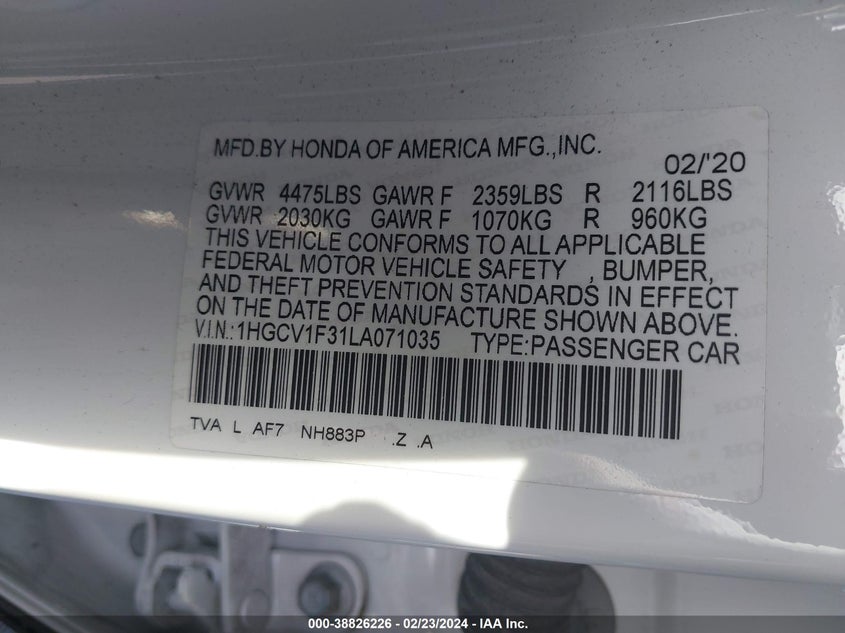 MFD.BY HONDA OF AMERICA MFG.,INC.
02/'20
GVWR 4475LBS GAWR F 2359LBS R 2116LBS
GVWR 2030KG GAWR F 1070KG R 960KG
THIS VEHICLE CONFORMS TO ALL APPLICABLE
FEDERAL MOTOR VEHICLE SAFETY , BUMPER,
AND THEFT PREVENTION STANDARDS IN EFFECT
ON THE DATE OF MANUFACTURE SHOWN ABOVE.
V.I.N.:1HGCV1F31LA071035 TYPE:PASSENGER CAR
TVA L AF7 NH883P .Z .A
000-38826226 - 02/23/2024 - IAA Inc.